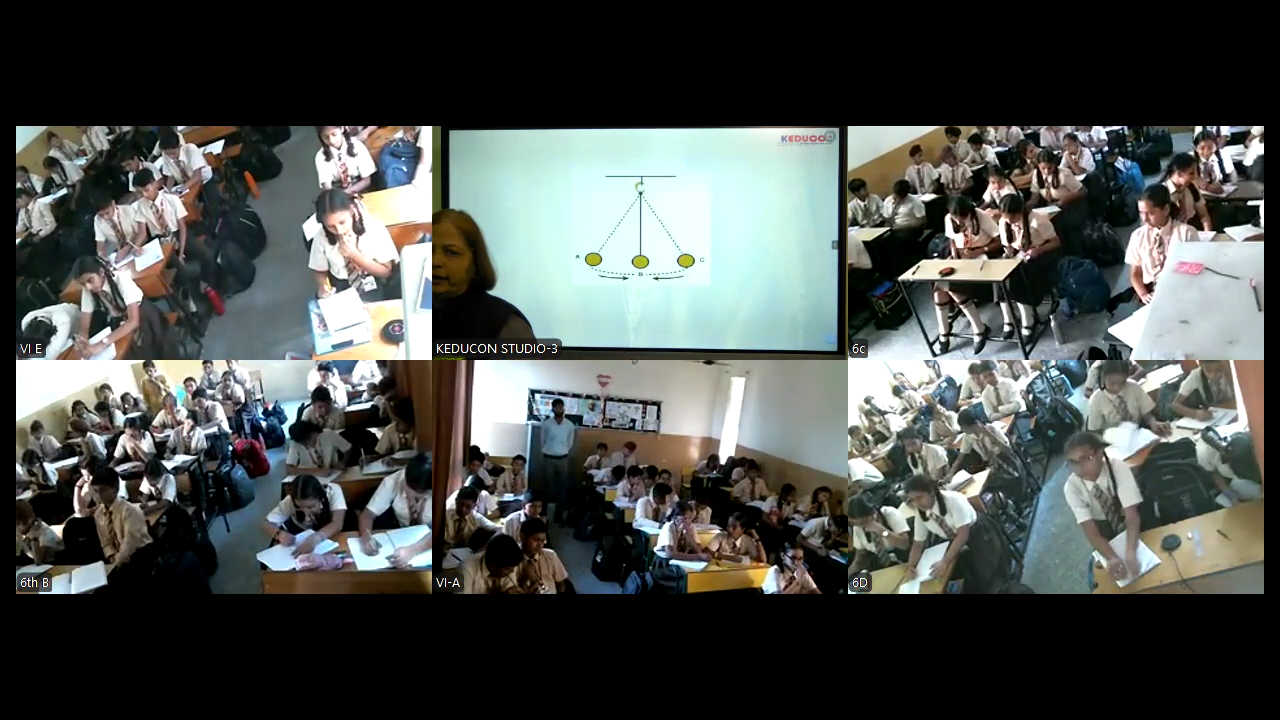 KEDUCON
A
B
C
VI E
KEDUCON STUDIO-3
6c
6th B
VI-A
6D